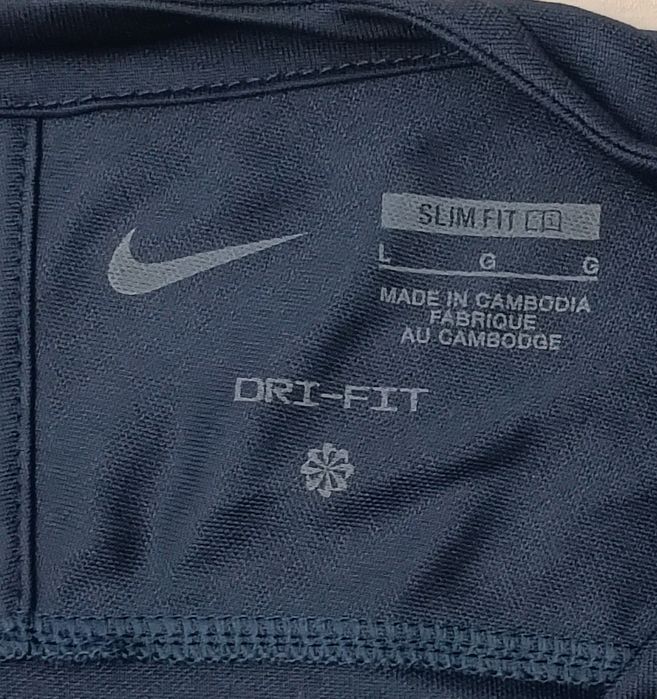 SLIM FIT L
L G G
MADE IN CAMBODIA
FABRIQUE
AU CAMBODGE
DRI-FIT